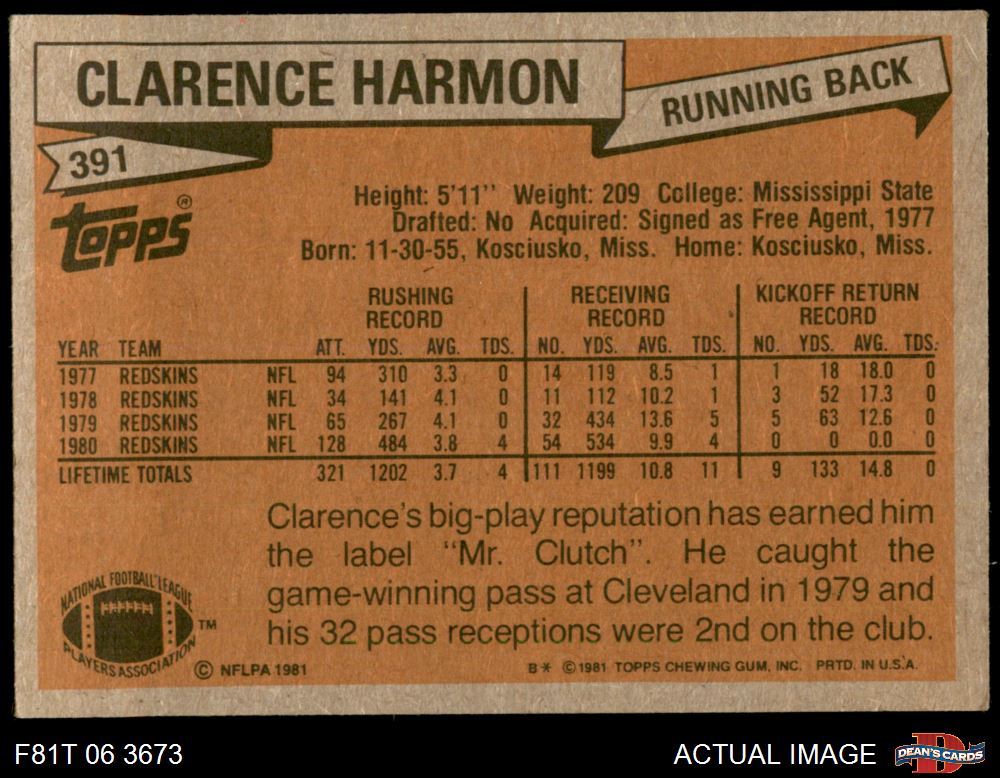 CLARENCE HARMON
RUNNING BACK
391
TOPPS®
Height: 5'11'' Weight: 209 College: Mississippi State
Drafted: No Acquired: Signed as Free Agent, 1977
Born: 11-30-55, Kosciusko, Miss. Home: Kosciusko, Miss.
RUSHING RECORD RECEIVING RECORD KICKOFF RETURN RECORD
YEAR TEAM ATT. YDS. AVG. TDS. NO. YDS. AVG. TDS. NO. YDS. AVG. TDS.
1977 REDSKINS NFL 94 310 3.3 0 14 119 8.5 1 1 18 18.0 0
1978 REDSKINS NFL 34 141 4.1 0 11 112 10.2 1 3 52 17.3 0
1979 REDSKINS NFL 65 267 4.1 0 32 434 13.6 5 5 63 12.6 0
1980 REDSKINS NFL 128 484 3.8 4 54 534 9.9 4 0 0 0.0 0
LIFETIME TOTALS 321 1202 3.7 4 111 1199 10.8 11 9 133 14.8 0
Clarence's big-play reputation has earned him
the label "Mr. Clutch". He caught the
game-winning pass at Cleveland in 1979 and
his 32 pass receptions were 2nd on the club.
NATIONAL FOOTBALL LEAGUE
PLAYERS ASSOCIATION
TM
© NFLPA 1981
B* © 1981 TOPPS CHEWING GUM, INC. PRTD. IN U.S.A.
F81T 06 3673
ACTUAL IMAGE
D
DEAN'S CARDS